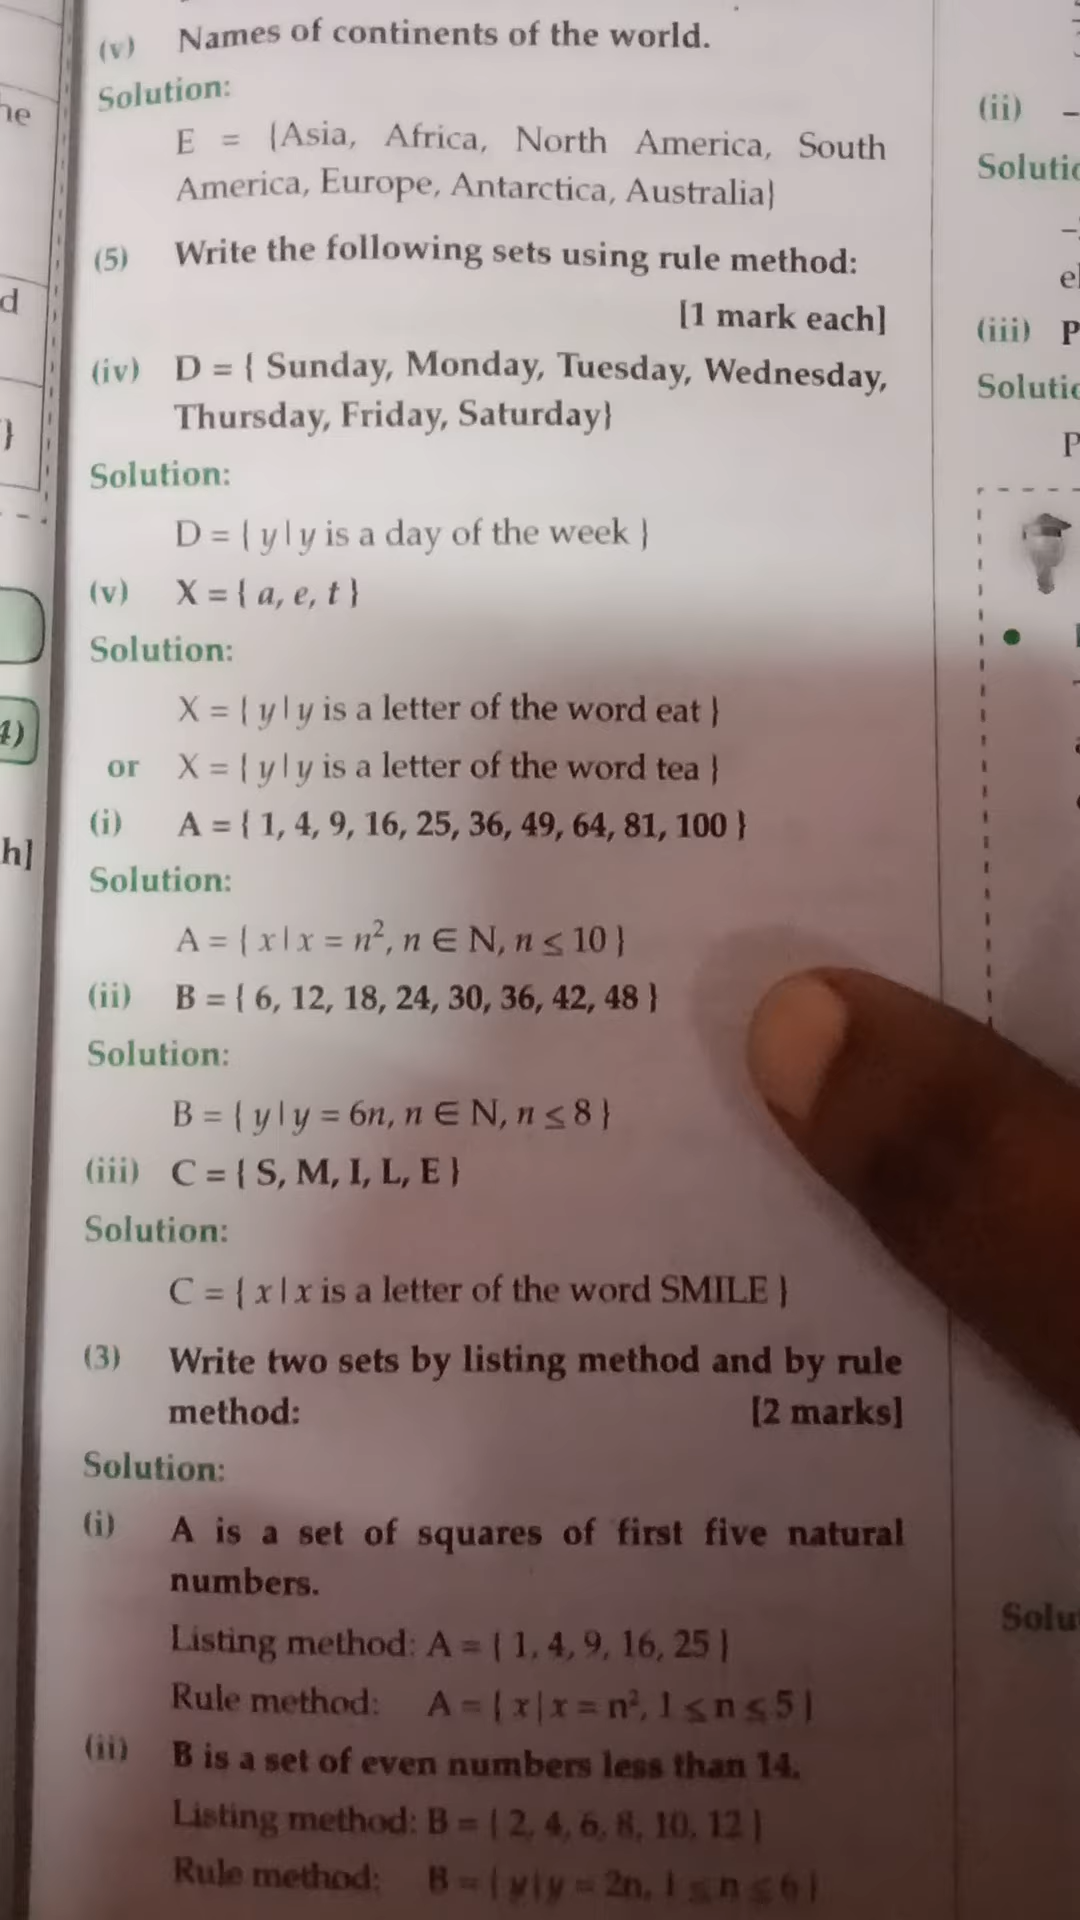 (v) Names of continents of the world.
Solution:
E = {Asia, Africa, North America, South
America, Europe, Antarctica, Australia}
(5) Write the following sets using rule method:
[1 mark each]
(iv) D = { Sunday, Monday, Tuesday, Wednesday,
Thursday, Friday, Saturday}
Solution:
D = { y | y is a day of the week }
(v) X = { a, e, t }
Solution:
X = { y | y is a letter of the word eat }
or X = { y | y is a letter of the word tea }
(i) A = { 1, 4, 9, 16, 25, 36, 49, 64, 81, 100 }
Solution:
A = { x | x = n², n ∈ N, n ≤ 10 }
(ii) B = { 6, 12, 18, 24, 30, 36, 42, 48 }
Solution:
B = { y | y = 6n, n ∈ N, n ≤ 8 }
(iii) C = { S, M, I, L, E }
Solution:
C = { x | x is a letter of the word SMILE }
(3) Write two sets by listing method and by rule
method: [2 marks]
Solution:
(i) A is a set of squares of first five natural
numbers.
Listing method: A = { 1, 4, 9, 16, 25 }
Rule method: A = { x | x = n², 1 ≤ n ≤ 5 }
(ii) B is a set of even numbers less than 14.
Listing method: B = { 2, 4, 6, 8, 10, 12 }
Rule method: B = { y | y = 2n, 1 ≤ n ≤ 6 }
d
}
4)
h]
(ii) –
(iii) P
P